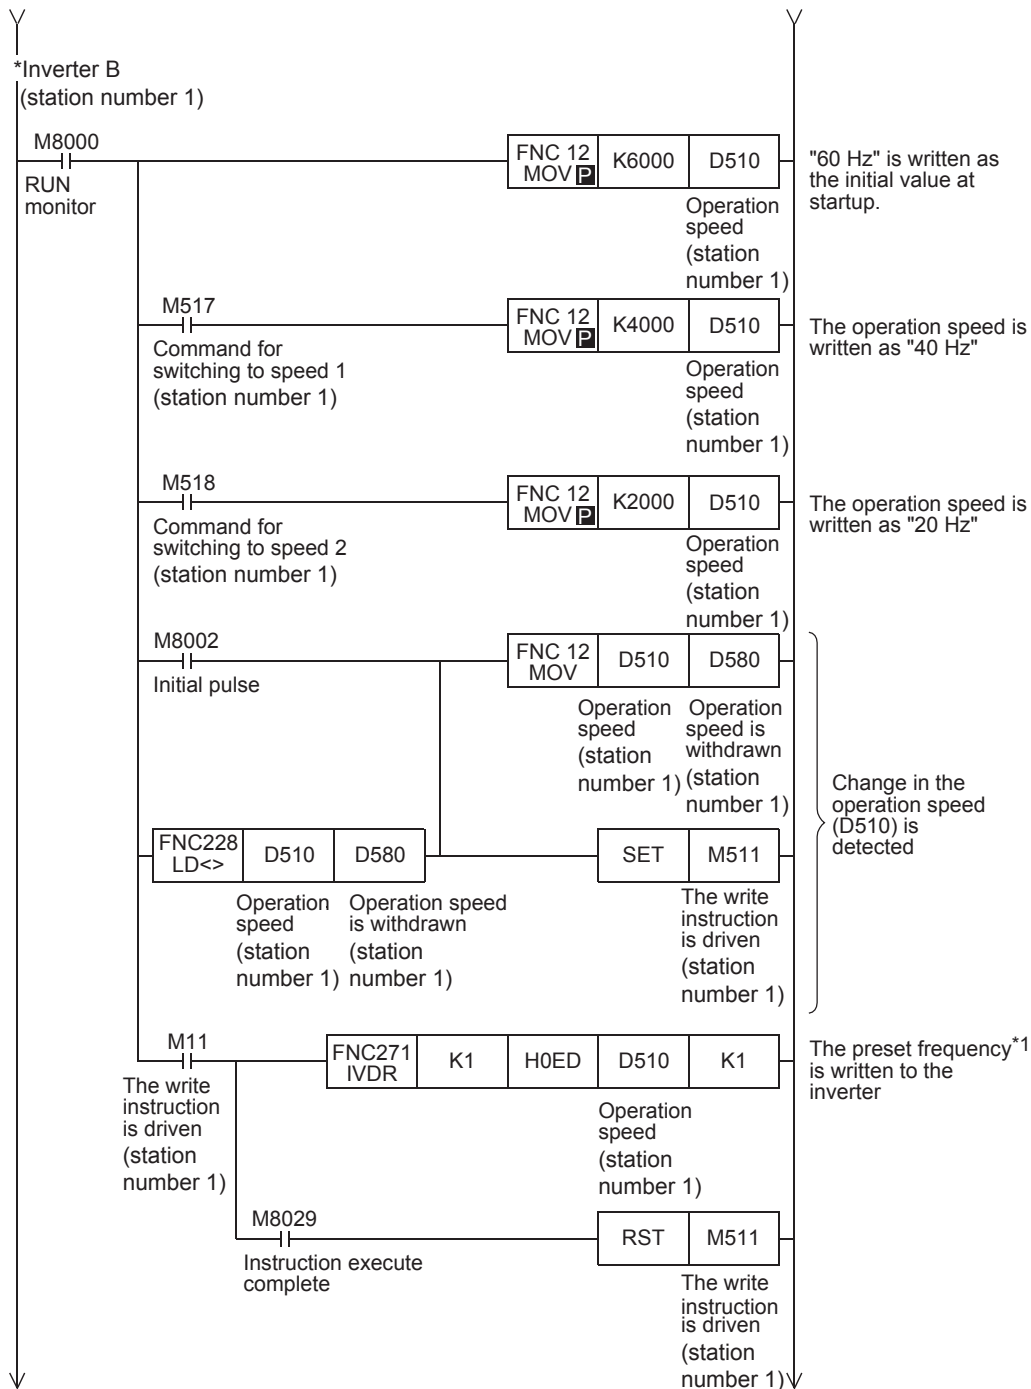 *Inverter B
(station number 1)
M8000
RUN
monitor
FNC 12
MOV P
K6000
D510
Operation
speed
(station
number 1)
"60 Hz" is written as
the initial value at
startup.
M517
Command for
switching to speed 1
(station number 1)
FNC 12
MOV P
K4000
D510
Operation
speed
(station
number 1)
The operation speed is
written as "40 Hz"
M518
Command for
switching to speed 2
(station number 1)
FNC 12
MOV P
K2000
D510
Operation
speed
(station
number 1)
The operation speed is
written as "20 Hz"
M8002
Initial pulse
FNC 12
MOV
D510
D580
Operation
speed
(station
number 1)
Operation
speed is
withdrawn
(station
number 1)
FNC228
LD<>
D510
D580
Operation
speed
(station
number 1)
Operation speed
is withdrawn
(station
number 1)
SET
M511
The write
instruction
is driven
(station
number 1)
Change in the
operation speed
(D510) is
detected
M11
The write
instruction
is driven
(station
number 1)
FNC271
IVDR
K1
H0ED
D510
K1
Operation
speed
(station
number 1)
The preset frequency*1
is written to the
inverter
M8029
Instruction execute
complete
RST
M511
The write
instruction
is driven
(station
number 1)